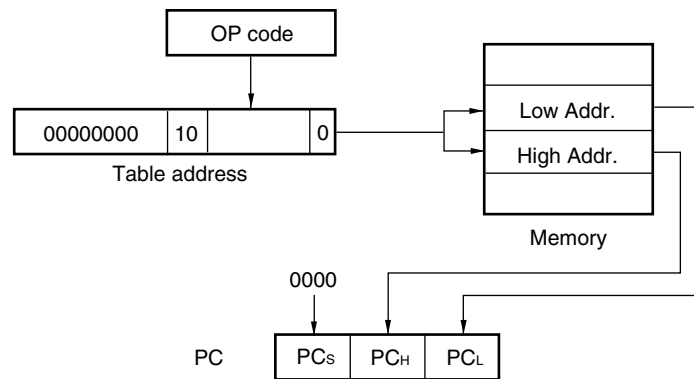 OP code
00000000 10 0
Table address
Low Addr.
High Addr.
Memory
0000
PC PCS PCH PCL